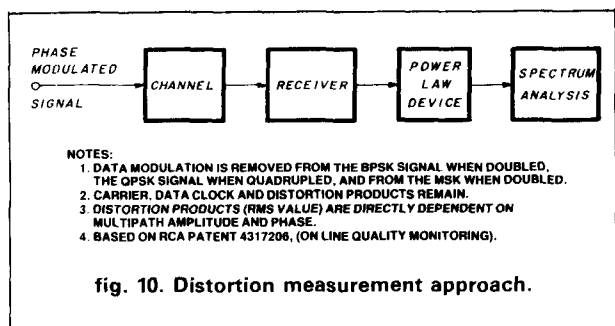 PHASE
MODULATED
SIGNAL
CHANNEL
RECEIVER
POWER
LAW
DEVICE
SPECTRUM
ANALYSIS
NOTES:
1. DATA MODULATION IS REMOVED FROM THE BPSK SIGNAL WHEN DOUBLED,
THE QPSK SIGNAL WHEN QUADRUPLED, AND FROM THE MSK WHEN DOUBLED.
2. CARRIER, DATA CLOCK AND DISTORTION PRODUCTS REMAIN.
3. DISTORTION PRODUCTS (RMS VALUE) ARE DIRECTLY DEPENDENT ON
MULTIPATH AMPLITUDE AND PHASE.
4. BASED ON RCA PATENT 4317206, (ON LINE QUALITY MONITORING).
fig. 10. Distortion measurement approach.